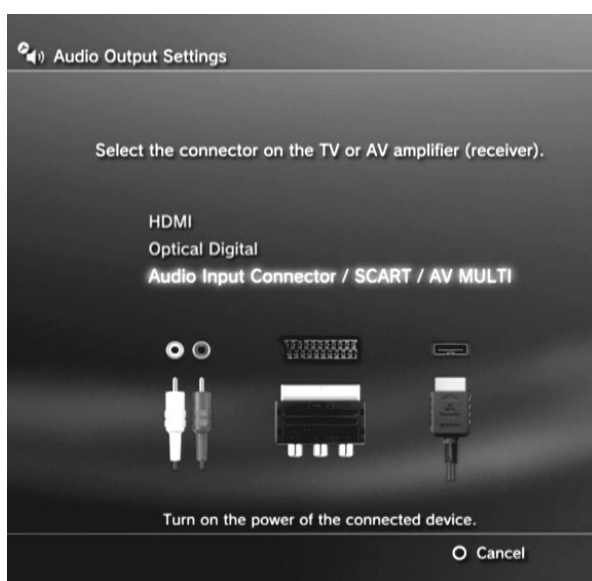 Audio Output Settings
Select the connector on the TV or AV amplifier (receiver).
HDMI
Optical Digital
Audio Input Connector / SCART / AV MULTI
Turn on the power of the connected device.
Cancel